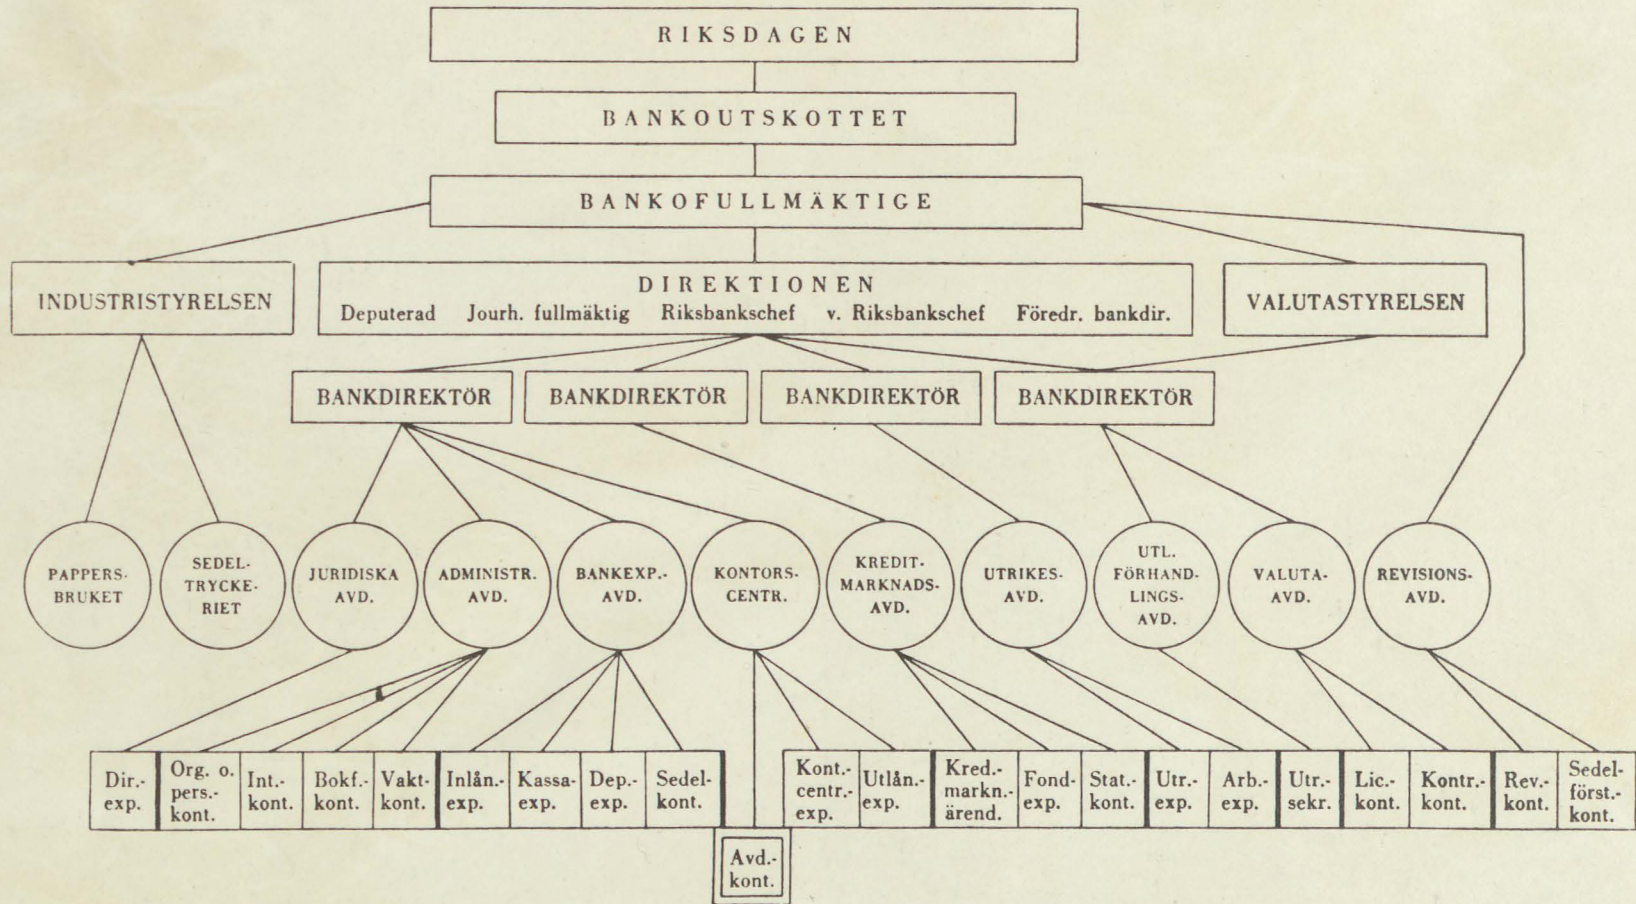 RIKSDAGEN
BANKOUTSKOTTET
BANKOFULLMÄKTIGE
INDUSTRISTYRELSEN
DIREKTIONEN
Deputerad Jourh. fullmäktig Riksbankschef v. Riksbankschef Föredr. bankdir.
VALUTASTYRELSEN
BANKDIREKTÖR
BANKDIREKTÖR
BANKDIREKTÖR
BANKDIREKTÖR
PAPPERS-
BRUKET
SEDEL-
TRYCKE-
RIET
JURIDISKA
AVD.
ADMINISTR.
AVD.
BANKEXP.-
AVD.
KONTORS-
CENTR.
KREDIT-
MARKNADS-
AVD.
UTRIKES-
AVD.
UTL.
FÖRHAND-
LINGS-
AVD.
VALUTA-
AVD.
REVISIONS-
AVD.
Dir.-
exp.
Org. o.
pers.-
kont.
Int.-
kont.
Bokf.-
kont.
Vakt-
kont.
Inlån.-
exp.
Kassa-
exp.
Dep.-
exp.
Sedel-
kont.
Avd.-
kont.
Kont.-
centr.-
exp.
Utlån.-
exp.
Kred.-
markn.-
ärend.
Fond-
exp.
Stat.-
kont.
Utr.-
exp.
Arb.-
exp.
Utr.-
sekr.
Lic.-
kont.
Kontr.-
kont.
Rev.-
kont.
Sedel-
först.-
kont.